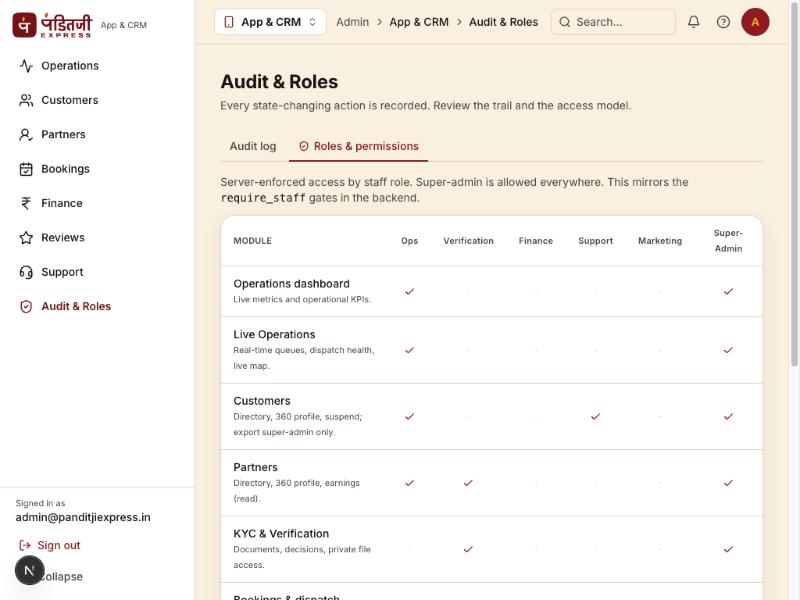 पंडितजी
EXPRESS
App & CRM
Operations
Customers
Partners
Bookings
Finance
Reviews
Support
Audit & Roles
Signed in as
admin@panditjiexpress.in
Sign out
ollapse
N
App & CRM
Admin > App & CRM > Audit & Roles
Search...
A
Audit & Roles
Every state-changing action is recorded. Review the trail and the access model.
Audit log
Roles & permissions
Server-enforced access by staff role. Super-admin is allowed everywhere. This mirrors the
require_staff gates in the backend.
MODULE Ops Verification Finance Support Marketing Super-
Admin
Operations dashboard
Live metrics and operational KPIs.
Live Operations
Real-time queues, dispatch health,
live map.
Customers
Directory, 360 profile, suspend;
export super-admin only.
Partners
Directory, 360 profile, earnings
(read).
KYC & Verification
Documents, decisions, private file
access.
Bookings & dispatch